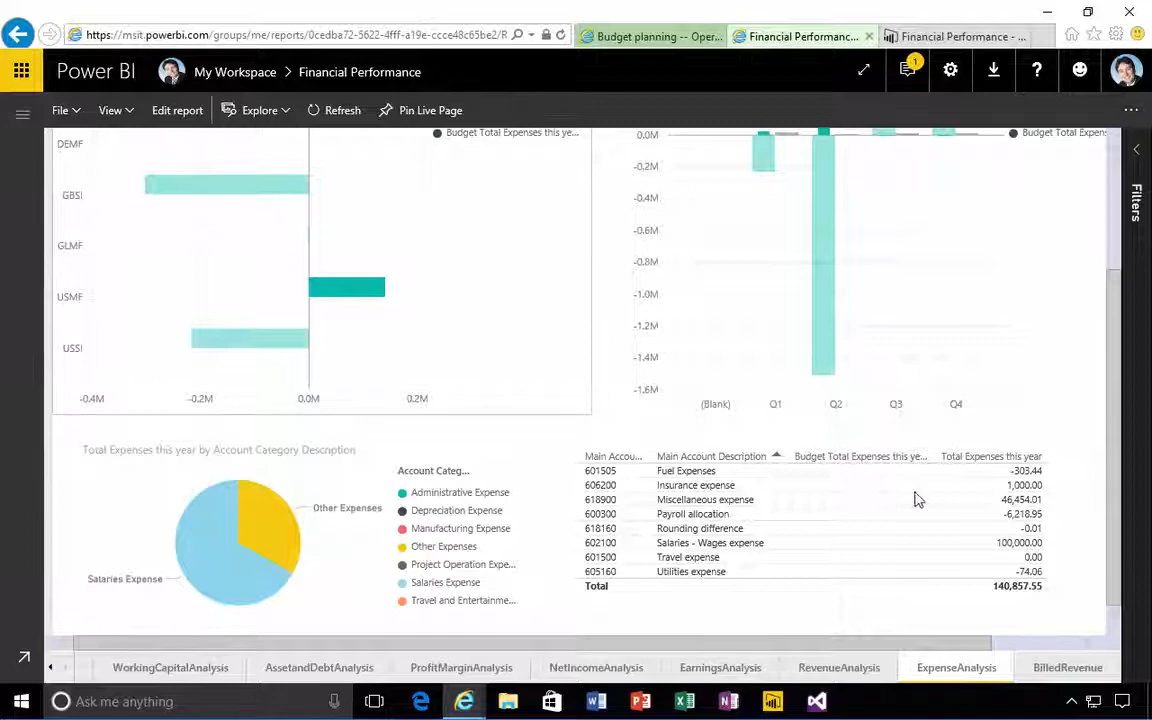 https://msit.powerbi.com/groups/me/reports/0cedba72-5622-4fff-a19e-ccce48c65be2/R
Budget planning -- Oper...
Financial Performanc...
Financial Performance - ...
Power BI
My Workspace > Financial Performance
1
File
View
Edit report
Explore
Refresh
Pin Live Page
Filters
Budget Total Expenses this ye...
DEMF
GBSI
GLMF
USMF
USSI
-0.4M
-0.2M
0.0M
0.2M
Budget Total Expens
0.0M
-0.2M
-0.4M
-0.6M
-0.8M
-1.0M
-1.2M
-1.4M
-1.6M
(Blank)
Q1
Q2
Q3
Q4
Total Expenses this year by Account Category Description
Other Expenses
Salaries Expense
Account Categ...
Administrative Expense
Depreciation Expense
Manufacturing Expense
Other Expenses
Project Operation Expe...
Salaries Expense
Travel and Entertainme...
Main Accou... Main Account Description Budget Total Expenses this ye... Total Expenses this year
601505 Fuel Expenses -303.44
606200 Insurance expense 1,000.00
618900 Miscellaneous expense 46,454.01
600300 Payroll allocation -6,218.95
618160 Rounding difference -0.01
602100 Salaries - Wages expense 100,000.00
601500 Travel expense 0.00
605160 Utilities expense -74.06
Total 140,857.55
WorkingCapitalAnalysis
AssetandDebtAnalysis
ProfitMarginAnalysis
NetIncomeAnalysis
EarningsAnalysis
RevenueAnalysis
ExpenseAnalysis
BilledRevenue
Ask me anything